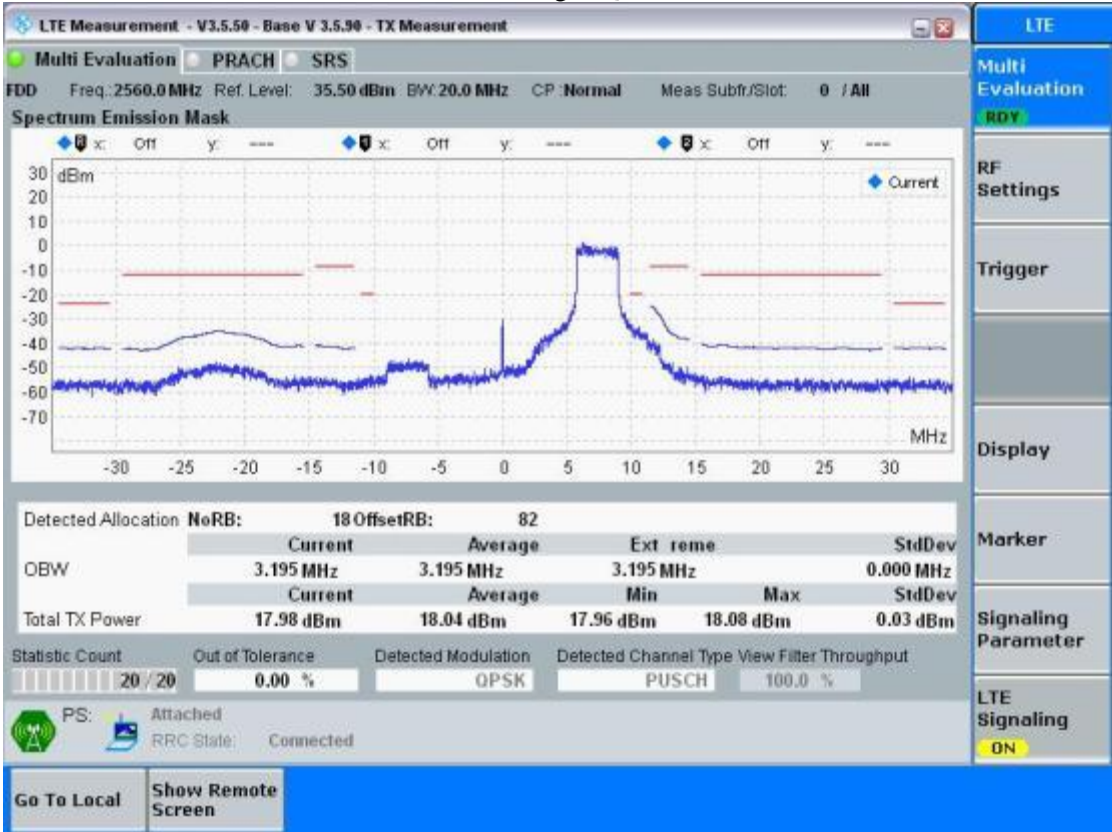 LTE Measurement - V3.5.50 - Base V 3.5.90 - TX Measurement
LTE
Multi Evaluation PRACH SRS
Multi
Evaluation
RDY
FDD Freq.:2560.0 MHz Ref. Level: 35.50 dBm BW:20.0 MHz CP :Normal Meas Subfr./Slot: 0 / All
Spectrum Emission Mask
x: Off y: --- x: Off y: --- x: Off y: ---
30 dBm
Current
20
10
0
-10
-20
-30
-40
-50
-60
-70
MHz
-30 -25 -20 -15 -10 -5 0 5 10 15 20 25 30
RF
Settings
Trigger
Display
Marker
Signaling
Parameter
LTE
Signaling
ON
Detected Allocation NoRB: 18 OffsetRB: 82
Current Average Ext reme StdDev
OBW 3.195 MHz 3.195 MHz 3.195 MHz 0.000 MHz
Current Average Min Max StdDev
Total TX Power 17.98 dBm 18.04 dBm 17.96 dBm 18.08 dBm 0.03 dBm
Statistic Count Out of Tolerance Detected Modulation Detected Channel Type View Filter Throughput
20 / 20 0.00 % QPSK PUSCH 100.0 %
PS: Attached
RRC State: Connected
Go To Local
Show Remote
Screen